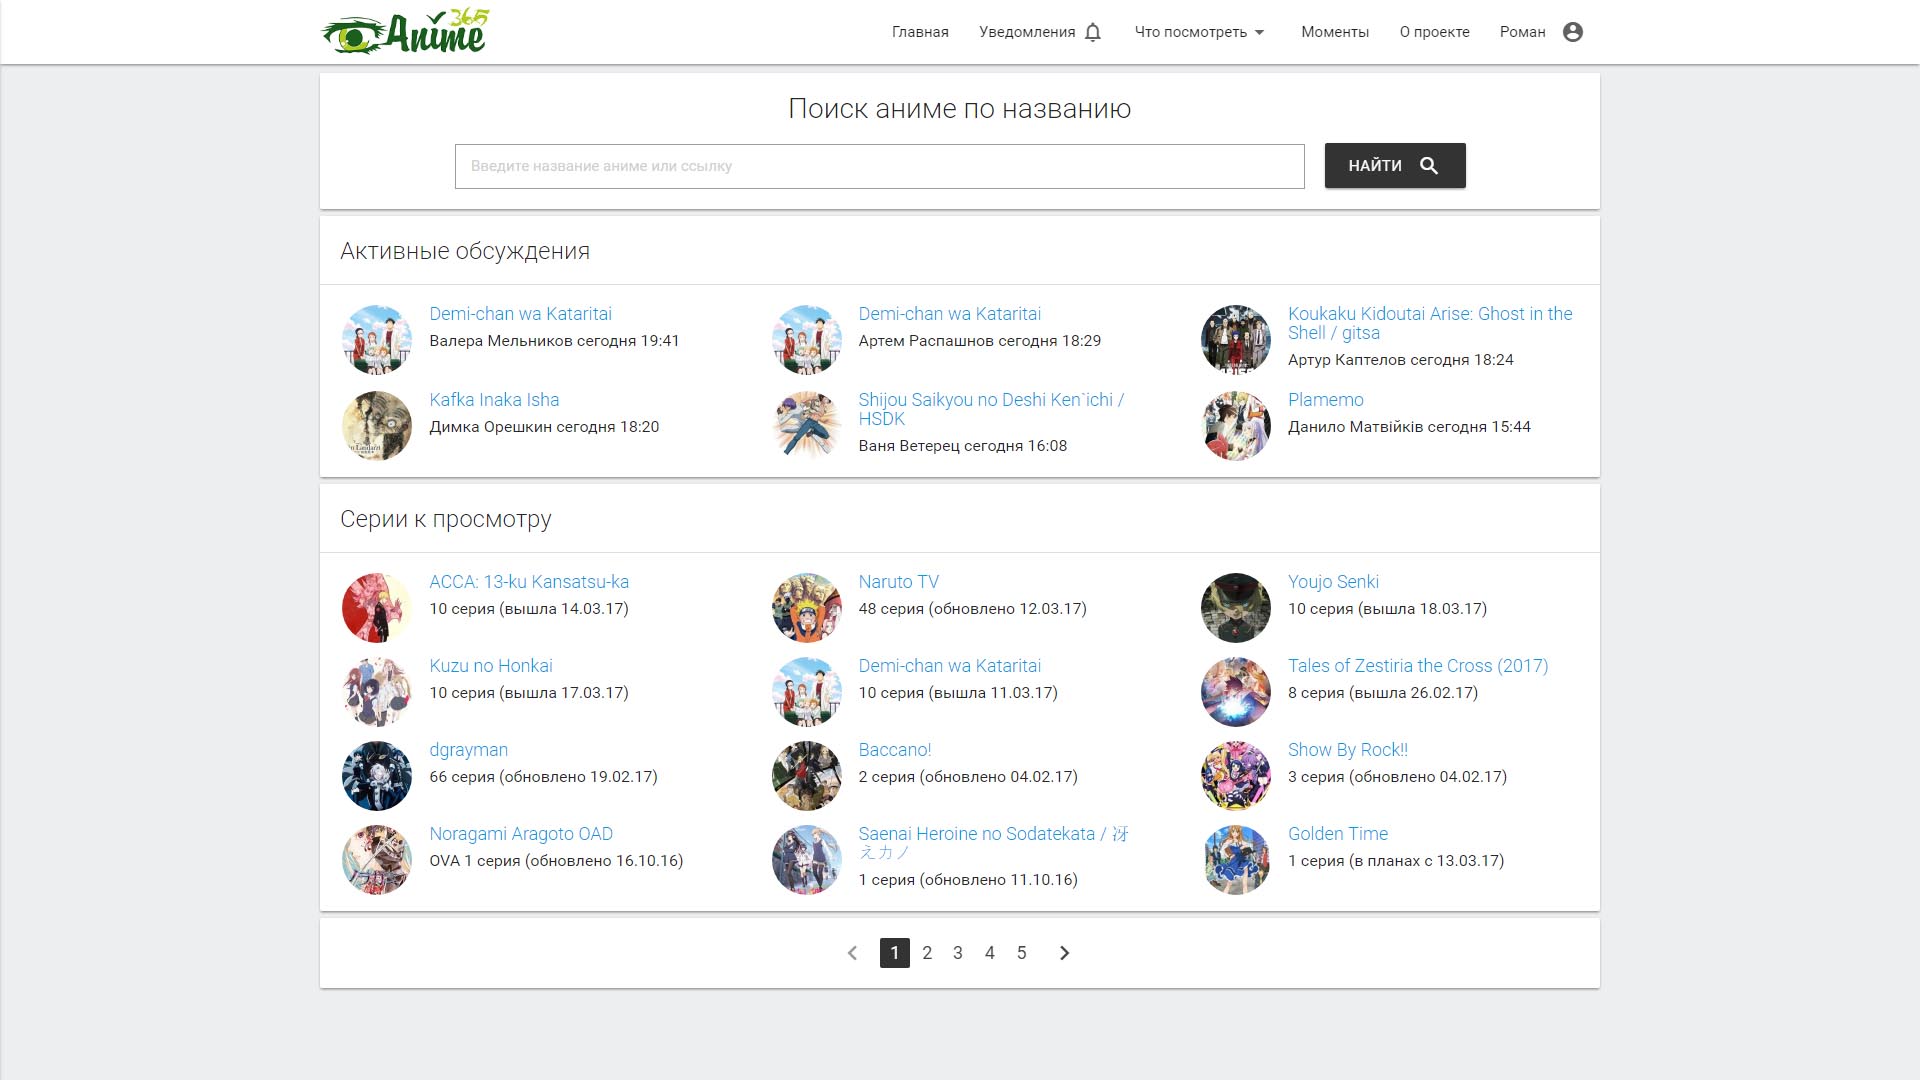 Anime 365
Главная
Уведомления
Что посмотреть
Моменты
О проекте
Роман
Поиск аниме по названию
Введите название аниме или ссылку
НАЙТИ
Активные обсуждения
Demi-chan wa Kataritai
Валера Мельников сегодня 19:41
Demi-chan wa Kataritai
Артем Распашнов сегодня 18:29
Koukaku Kidoutai Arise: Ghost in the
Shell / gitsa
Артур Каптелов сегодня 18:24
Kafka Inaka Isha
Димка Орешкин сегодня 18:20
Shijou Saikyou no Deshi Ken`ichi /
HSDK
Ваня Ветерец сегодня 16:08
Plamemo
Данило Матвійків сегодня 15:44
Серии к просмотру
ACCA: 13-ku Kansatsu-ka
10 серия (вышла 14.03.17)
Naruto TV
48 серия (обновлено 12.03.17)
Youjo Senki
10 серия (вышла 18.03.17)
Kuzu no Honkai
10 серия (вышла 17.03.17)
Demi-chan wa Kataritai
10 серия (вышла 11.03.17)
Tales of Zestiria the Cross (2017)
8 серия (вышла 26.02.17)
dgrayman
66 серия (обновлено 19.02.17)
Baccano!
2 серия (обновлено 04.02.17)
Show By Rock!!
3 серия (обновлено 04.02.17)
Noragami Aragoto OAD
OVA 1 серия (обновлено 16.10.16)
Saenai Heroine no Sodatekata / 冴
えカノ
1 серия (обновлено 11.10.16)
Golden Time
1 серия (в планах с 13.03.17)
1 2 3 4 5